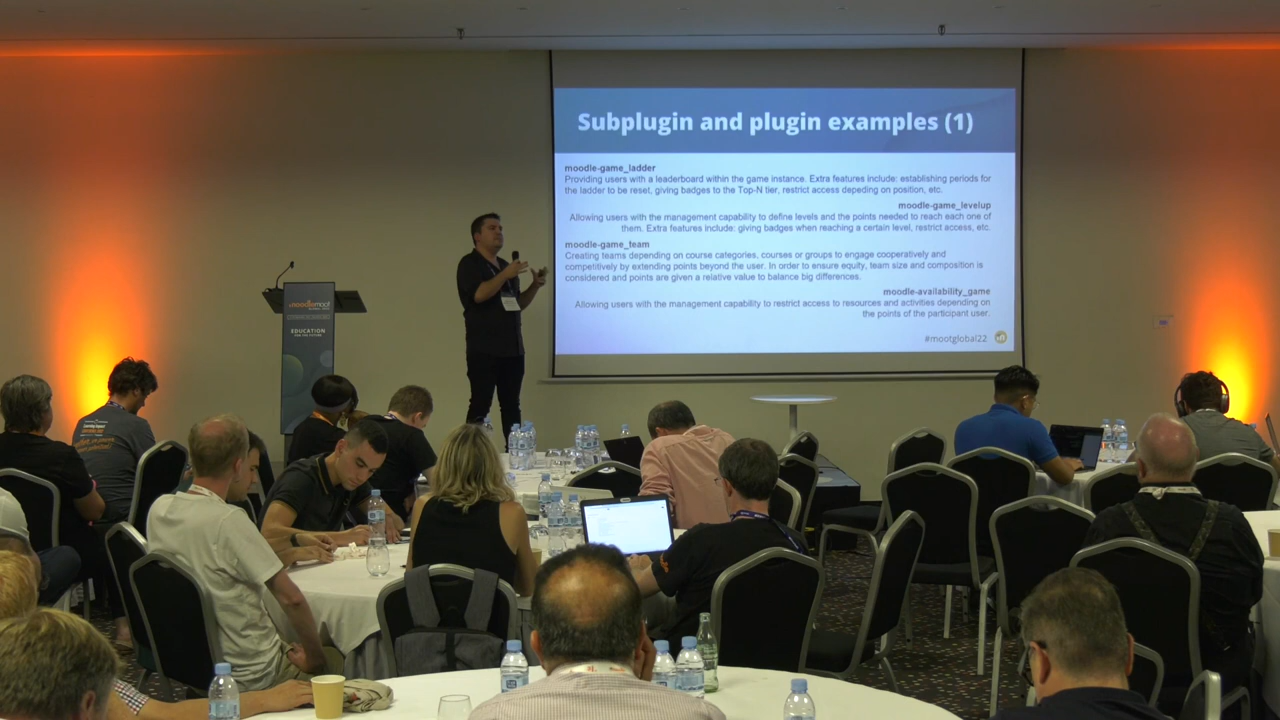 Subplugin and plugin examples (1)
moodle-game_ladder
Providing users with a leaderboard within the game instance. Extra features include: establishing periods for
the ladder to be reset, giving badges to the Top-N tier, restrict access depeding on position, etc.
moodle-game_levelup
Allowing users with the management capability to define levels and the points needed to reach each one of
them. Extra features include: giving badges when reaching a certain level, restrict access, etc.
moodle-game_team
Creating teams depending on course categories, courses or groups to engage cooperatively and
competitively by extending points beyond the user. In order to ensure equity, team size and composition is
considered and points are given a relative value to balance big differences.
moodle-availability_game
Allowing users with the management capability to restrict access to resources and activities depending on
the points of the participant user.
#mootglobal22
moodlemoot
EDUCATION
FOR THE FUTURE